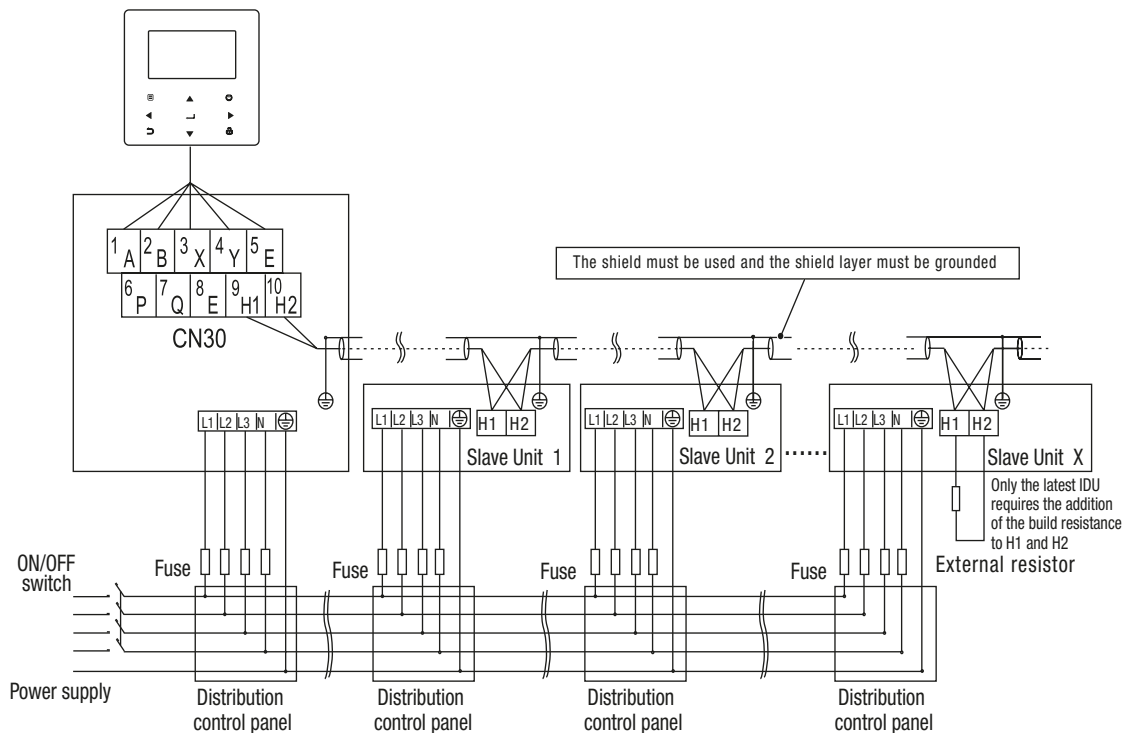 1 A 2 B 3 X 4 Y 5 E
6 P 7 Q 8 E 9 H1 10 H2
CN30
The shield must be used and the shield layer must be grounded
L1 L2 L3 N
L1 L2 L3 N
H1 H2
Slave Unit 1
L1 L2 L3 N
H1 H2
Slave Unit 2
......
L1 L2 L3 N
H1 H2
Slave Unit X
Only the latest IDU
requires the addition
of the build resistance
to H1 and H2
External resistor
ON/OFF
switch
Fuse
Fuse
Fuse
Fuse
Power supply
Distribution
control panel
Distribution
control panel
Distribution
control panel
Distribution
control panel